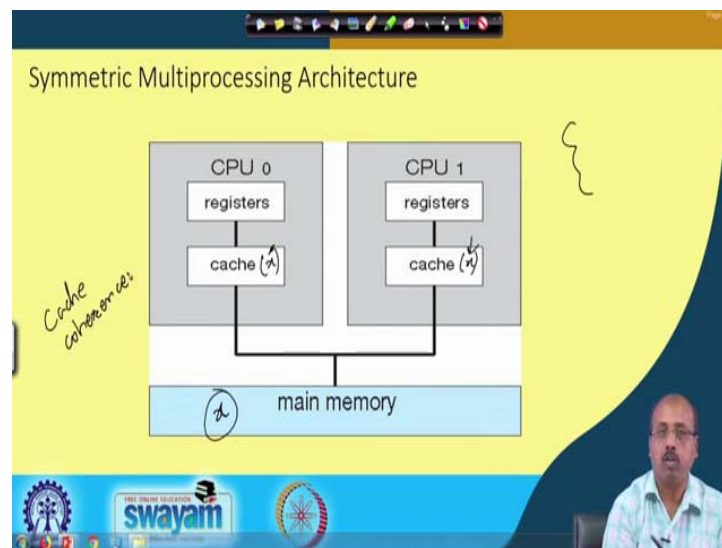 Page
Symmetric Multiprocessing Architecture
CPU 0
CPU 1
registers
registers
cache (x)
cache (x)
Cache
coherence:
x
main memory
FREE ONLINE EDUCATION
swayam